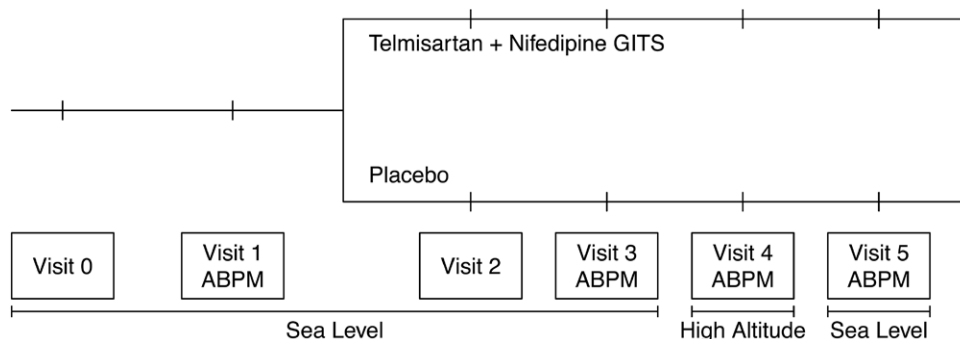 Telmisartan + Nifedipine GITS
Placebo
Visit 0
Visit 1
ABPM
Visit 2
Visit 3
ABPM
Visit 4
ABPM
Visit 5
ABPM
Sea Level
High Altitude
Sea Level